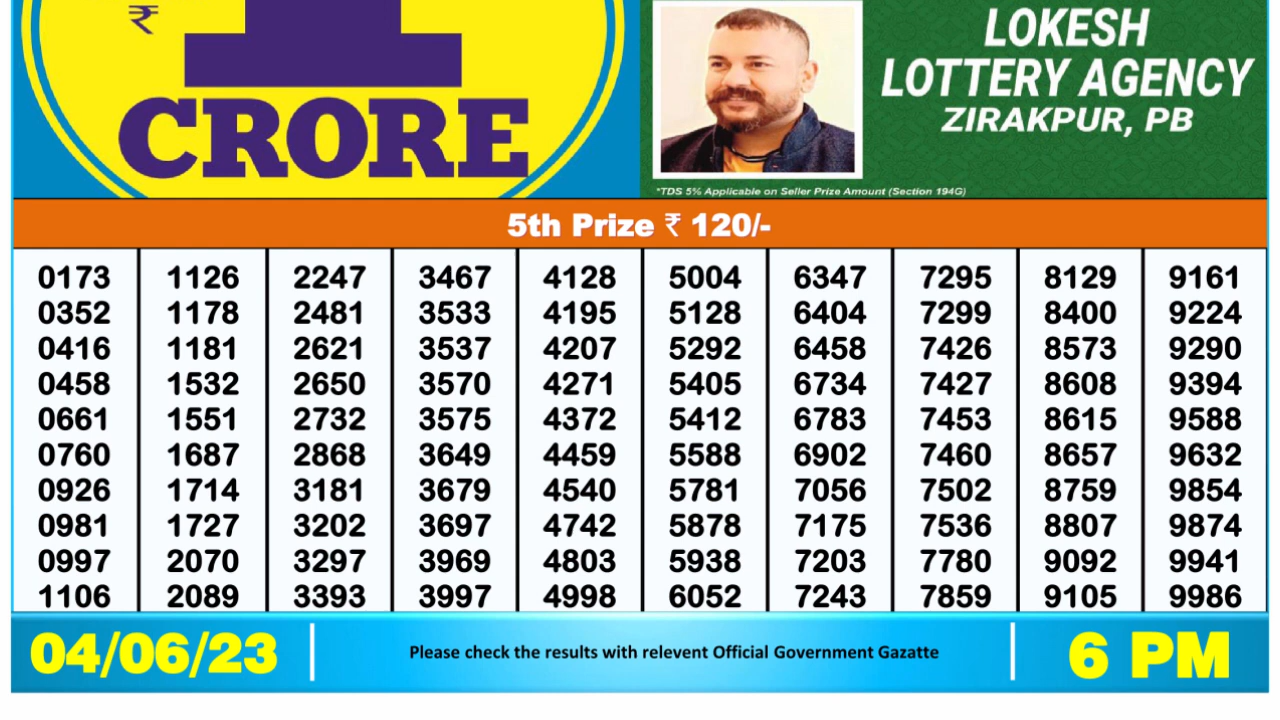 ₹
1
CRORE
LOKESH
LOTTERY AGENCY
ZIRAKPUR, PB
*TDS 5% Applicable on Seller Prize Amount (Section 194G)
5th Prize ₹ 120/-
0173 1126 2247 3467 4128 5004 6347 7295 8129 9161
0352 1178 2481 3533 4195 5128 6404 7299 8400 9224
0416 1181 2621 3537 4207 5292 6458 7426 8573 9290
0458 1532 2650 3570 4271 5405 6734 7427 8608 9394
0661 1551 2732 3575 4372 5412 6783 7453 8615 9588
0760 1687 2868 3649 4459 5588 6902 7460 8657 9632
0926 1714 3181 3679 4540 5781 7056 7502 8759 9854
0981 1727 3202 3697 4742 5878 7175 7536 8807 9874
0997 2070 3297 3969 4803 5938 7203 7780 9092 9941
1106 2089 3393 3997 4998 6052 7243 7859 9105 9986
04/06/23
Please check the results with relevent Official Government Gazatte
6 PM